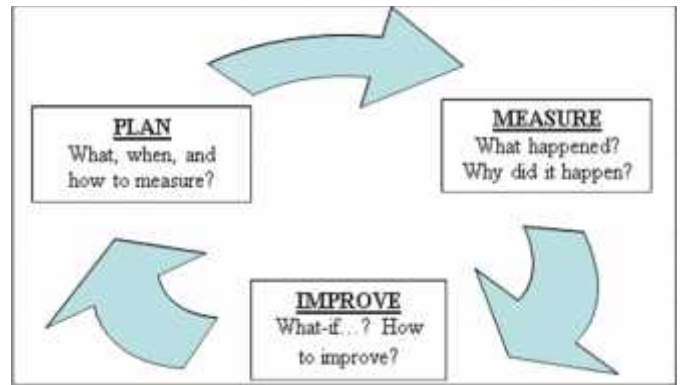 PLAN
What, when, and
how to measure?
MEASURE
What happened?
Why did it happen?
IMPROVE
What-if…? How
to improve?